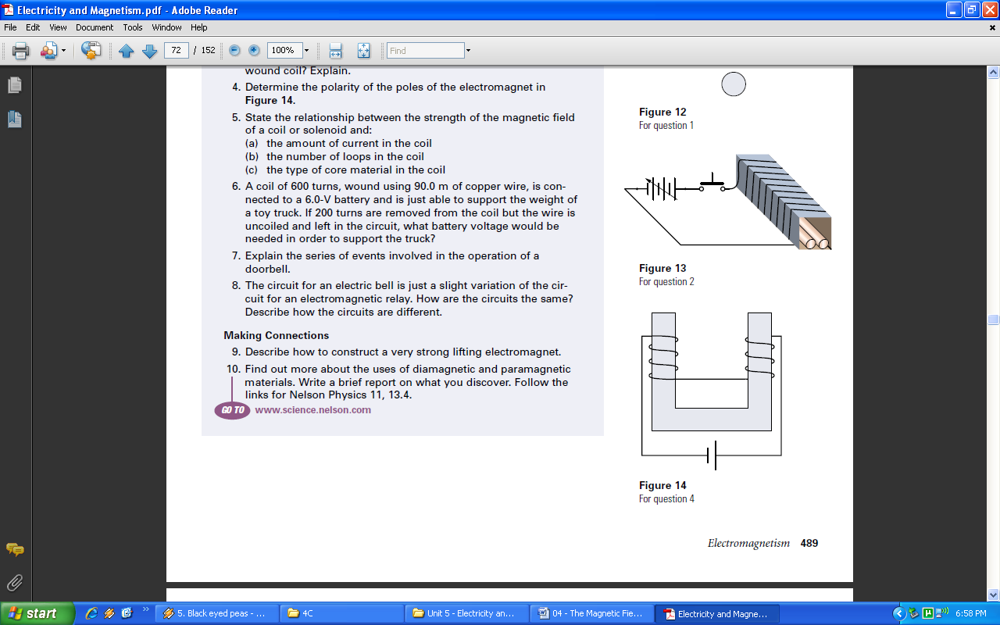 Electricity and Magnetism.pdf - Adobe Reader
File Edit View Document Tools Window Help
72 / 152 100% Find
wound coil? Explain.
4. Determine the polarity of the poles of the electromagnet in
Figure 14.
5. State the relationship between the strength of the magnetic field
of a coil or solenoid and:
(a) the amount of current in the coil
(b) the number of loops in the coil
(c) the type of core material in the coil
6. A coil of 600 turns, wound using 90.0 m of copper wire, is con-
nected to a 6.0-V battery and is just able to support the weight of
a toy truck. If 200 turns are removed from the coil but the wire is
uncoiled and left in the circuit, what battery voltage would be
needed in order to support the truck?
7. Explain the series of events involved in the operation of a
doorbell.
8. The circuit for an electric bell is just a slight variation of the cir-
cuit for an electromagnetic relay. How are the circuits the same?
Describe how the circuits are different.
Making Connections
9. Describe how to construct a very strong lifting electromagnet.
10. Find out more about the uses of diamagnetic and paramagnetic
materials. Write a brief report on what you discover. Follow the
links for Nelson Physics 11, 13.4.
GO TO www.science.nelson.com
Figure 12
For question 1
Figure 13
For question 2
Figure 14
For question 4
Electromagnetism 489
start 5. Black eyed peas - ... 4C Unit 5 - Electricity an... 04 - The Magnetic Fie... Electricity and Magne... 6:58 PM